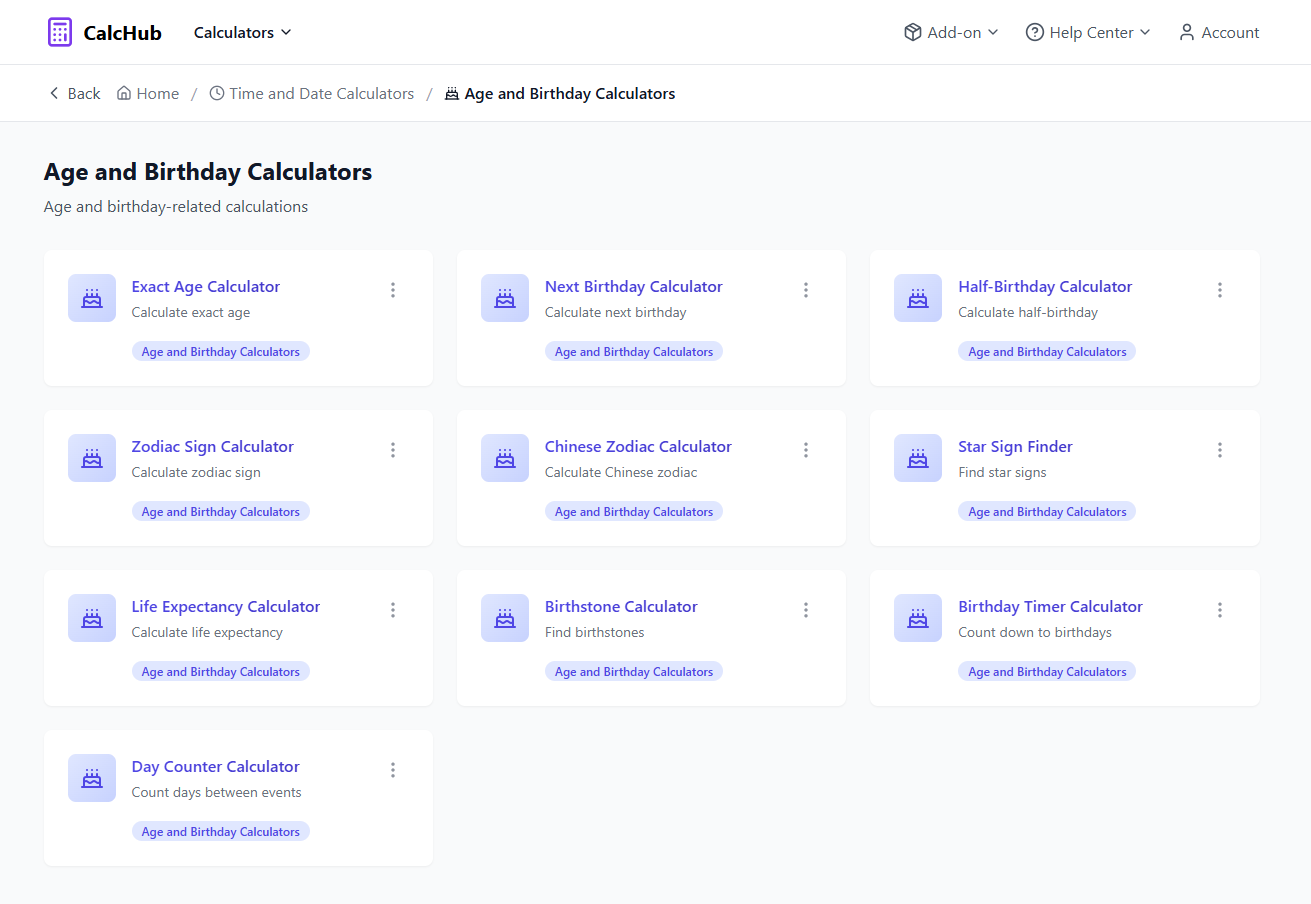 CalcHub
Calculators
Add-on
Help Center
Account
Back
Home
/
Time and Date Calculators
/
Age and Birthday Calculators
Age and Birthday Calculators
Age and birthday-related calculations
Exact Age Calculator
Calculate exact age
Age and Birthday Calculators
Next Birthday Calculator
Calculate next birthday
Age and Birthday Calculators
Half-Birthday Calculator
Calculate half-birthday
Age and Birthday Calculators
Zodiac Sign Calculator
Calculate zodiac sign
Age and Birthday Calculators
Chinese Zodiac Calculator
Calculate Chinese zodiac
Age and Birthday Calculators
Star Sign Finder
Find star signs
Age and Birthday Calculators
Life Expectancy Calculator
Calculate life expectancy
Age and Birthday Calculators
Birthstone Calculator
Find birthstones
Age and Birthday Calculators
Birthday Timer Calculator
Count down to birthdays
Age and Birthday Calculators
Day Counter Calculator
Count days between events
Age and Birthday Calculators